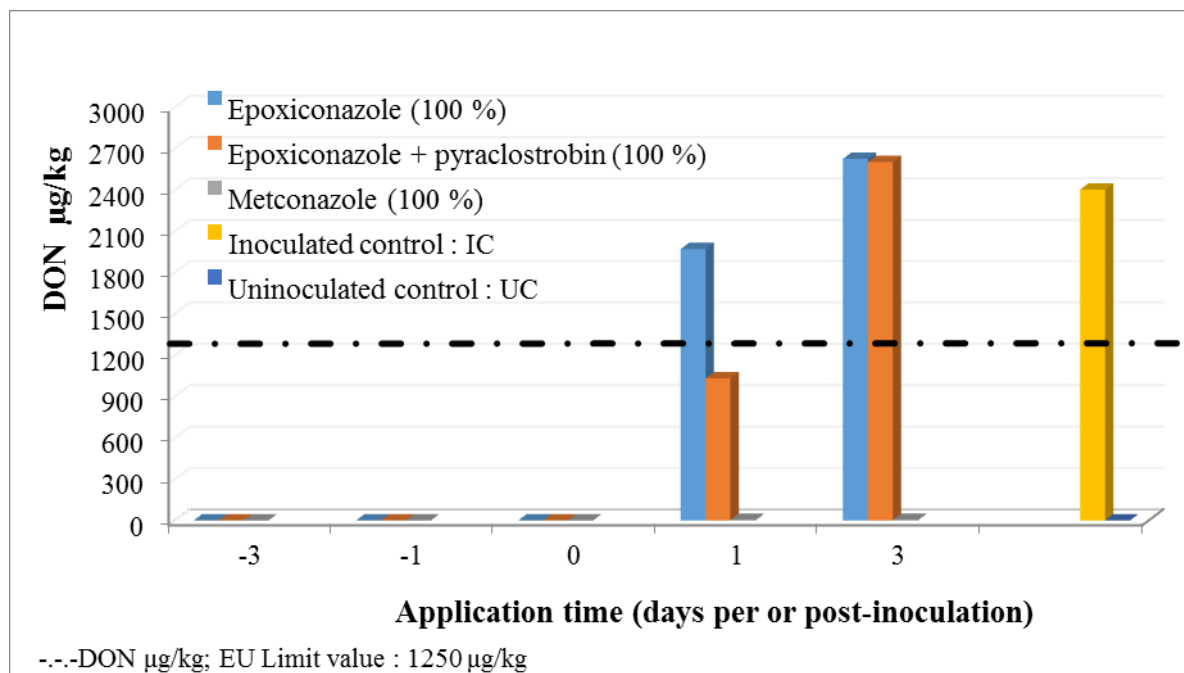 Epoxiconazole (100 %)
Epoxiconazole + pyraclostrobin (100 %)
Metconazole (100 %)
Inoculated control : IC
Uninoculated control : UC
DON µg/kg
3000
2700
2400
2100
1800
1500
1200
900
600
300
0
-3 -1 0 1 3
Application time (days per or post-inoculation)
-.-.-DON µg/kg; EU Limit value : 1250 µg/kg